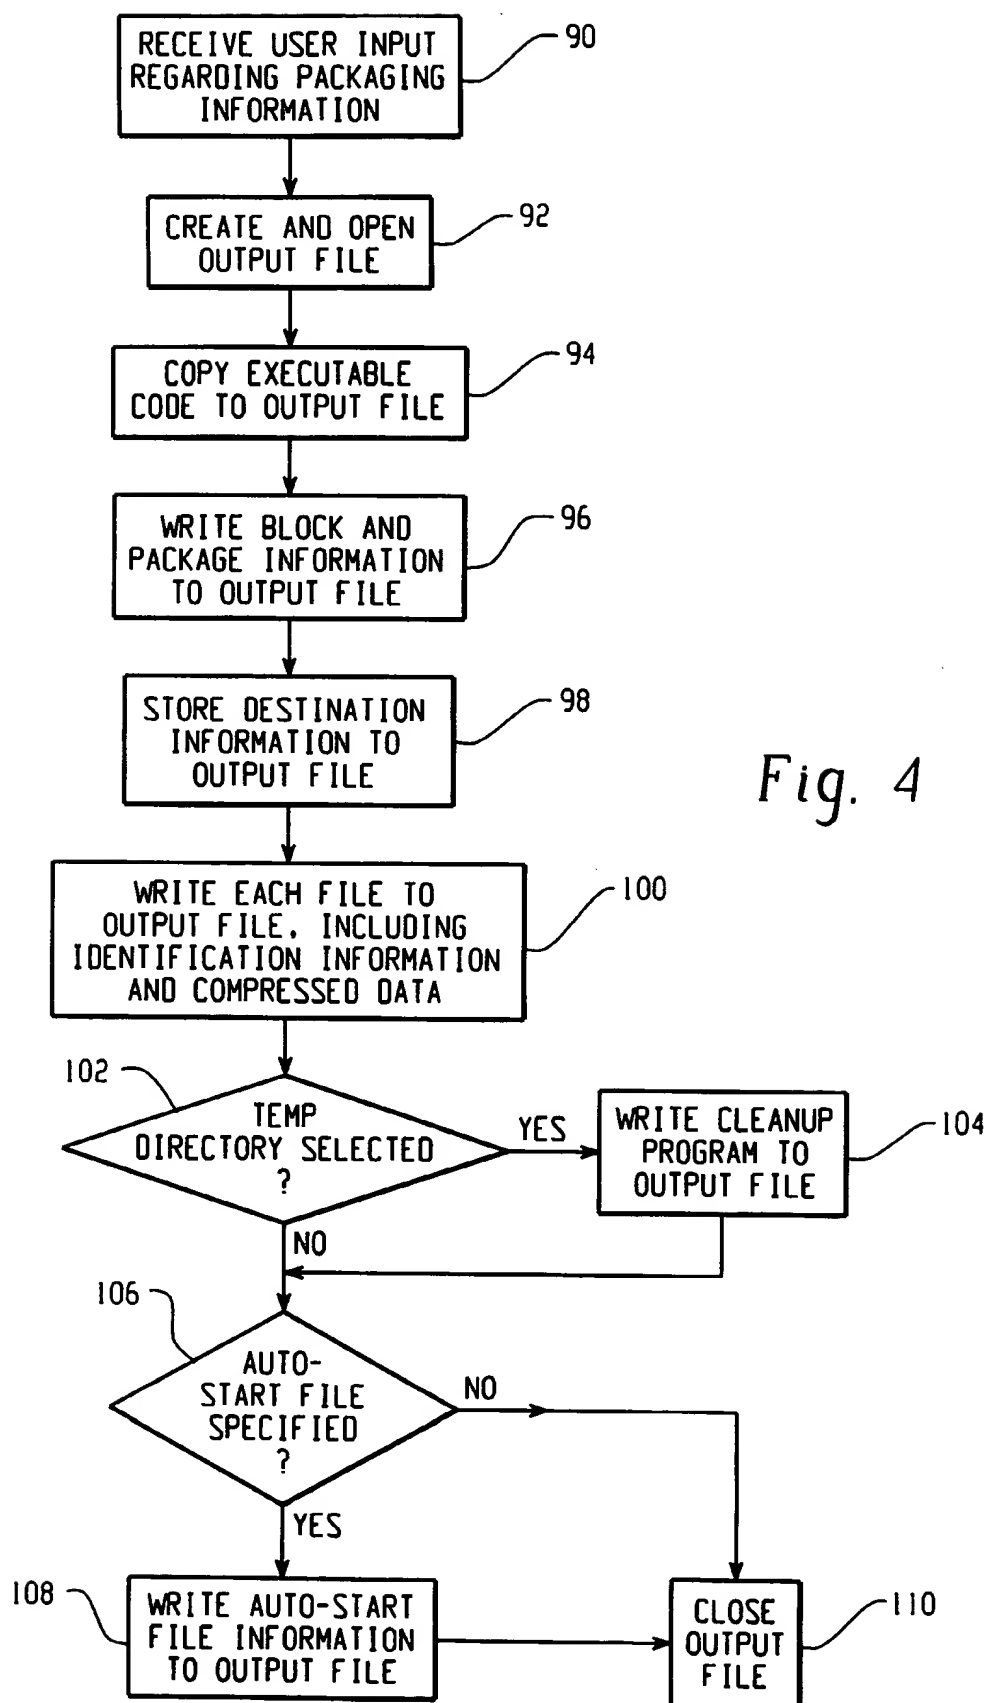 RECEIVE USER INPUT
REGARDING PACKAGING
INFORMATION
90
CREATE AND OPEN
OUTPUT FILE
92
COPY EXECUTABLE
CODE TO OUTPUT FILE
94
WRITE BLOCK AND
PACKAGE INFORMATION
TO OUTPUT FILE
96
STORE DESTINATION
INFORMATION TO
OUTPUT FILE
98
Fig. 4
WRITE EACH FILE TO
OUTPUT FILE, INCLUDING
IDENTIFICATION INFORMATION
AND COMPRESSED DATA
100
102
TEMP
DIRECTORY SELECTED
?
YES
WRITE CLEANUP
PROGRAM TO
OUTPUT FILE
104
NO
106
AUTO-
START FILE
SPECIFIED
?
NO
YES
108
WRITE AUTO-START
FILE INFORMATION
TO OUTPUT FILE
CLOSE
OUTPUT
FILE
110